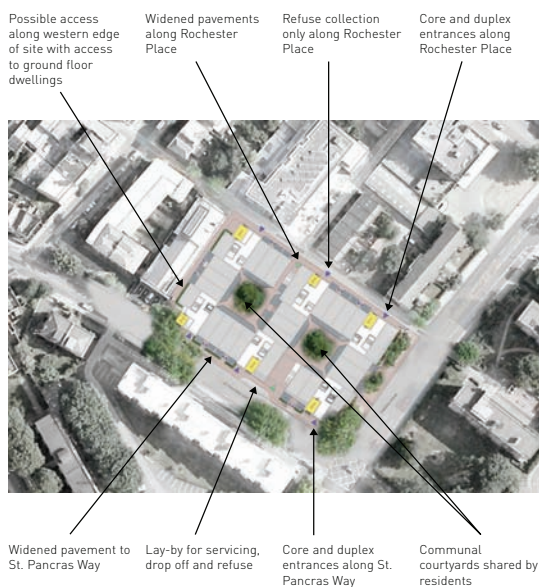 Possible access
along western edge
of site with access
to ground floor
dwellings
Widened pavements
along Rochester
Place
Refuse collection
only along Rochester
Place
Core and duplex
entrances along
Rochester Place
Widened pavement to
St. Pancras Way
Lay-by for servicing,
drop off and refuse
Core and duplex
entrances along St.
Pancras Way
Communal
courtyards shared by
residents